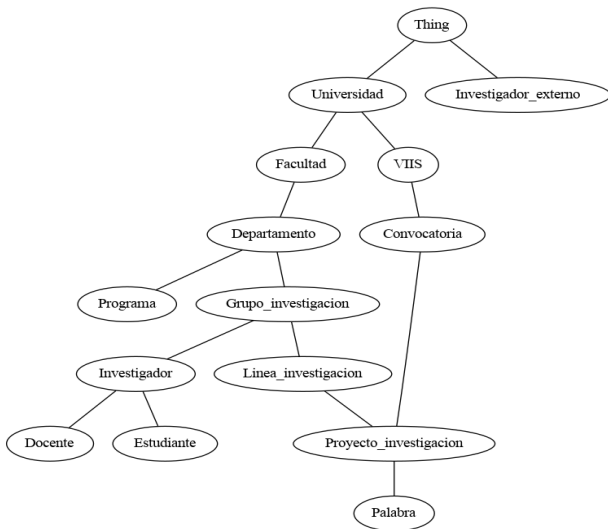 Thing
Universidad
Investigador_externo
Facultad
VIIS
Departamento
Convocatoria
Programa
Grupo_investigacion
Investigador
Linea_investigacion
Docente
Estudiante
Proyecto_investigacion
Palabra